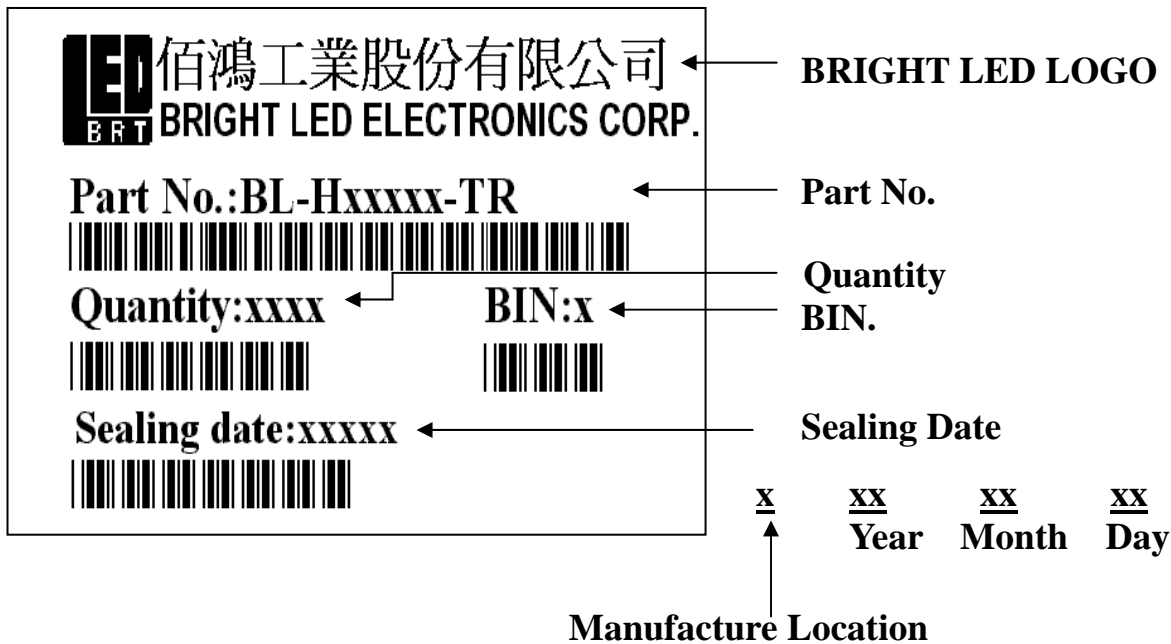 LED 佰鴻工業股份有限公司
BRT BRIGHT LED ELECTRONICS CORP.
BRIGHT LED LOGO
Part No.:BL-Hxxxxx-TR
Part No.
Quantity:xxxx
BIN:x
Quantity
BIN.
Sealing date:xxxxx
Sealing Date
x xx xx xx
Year Month Day
Manufacture Location